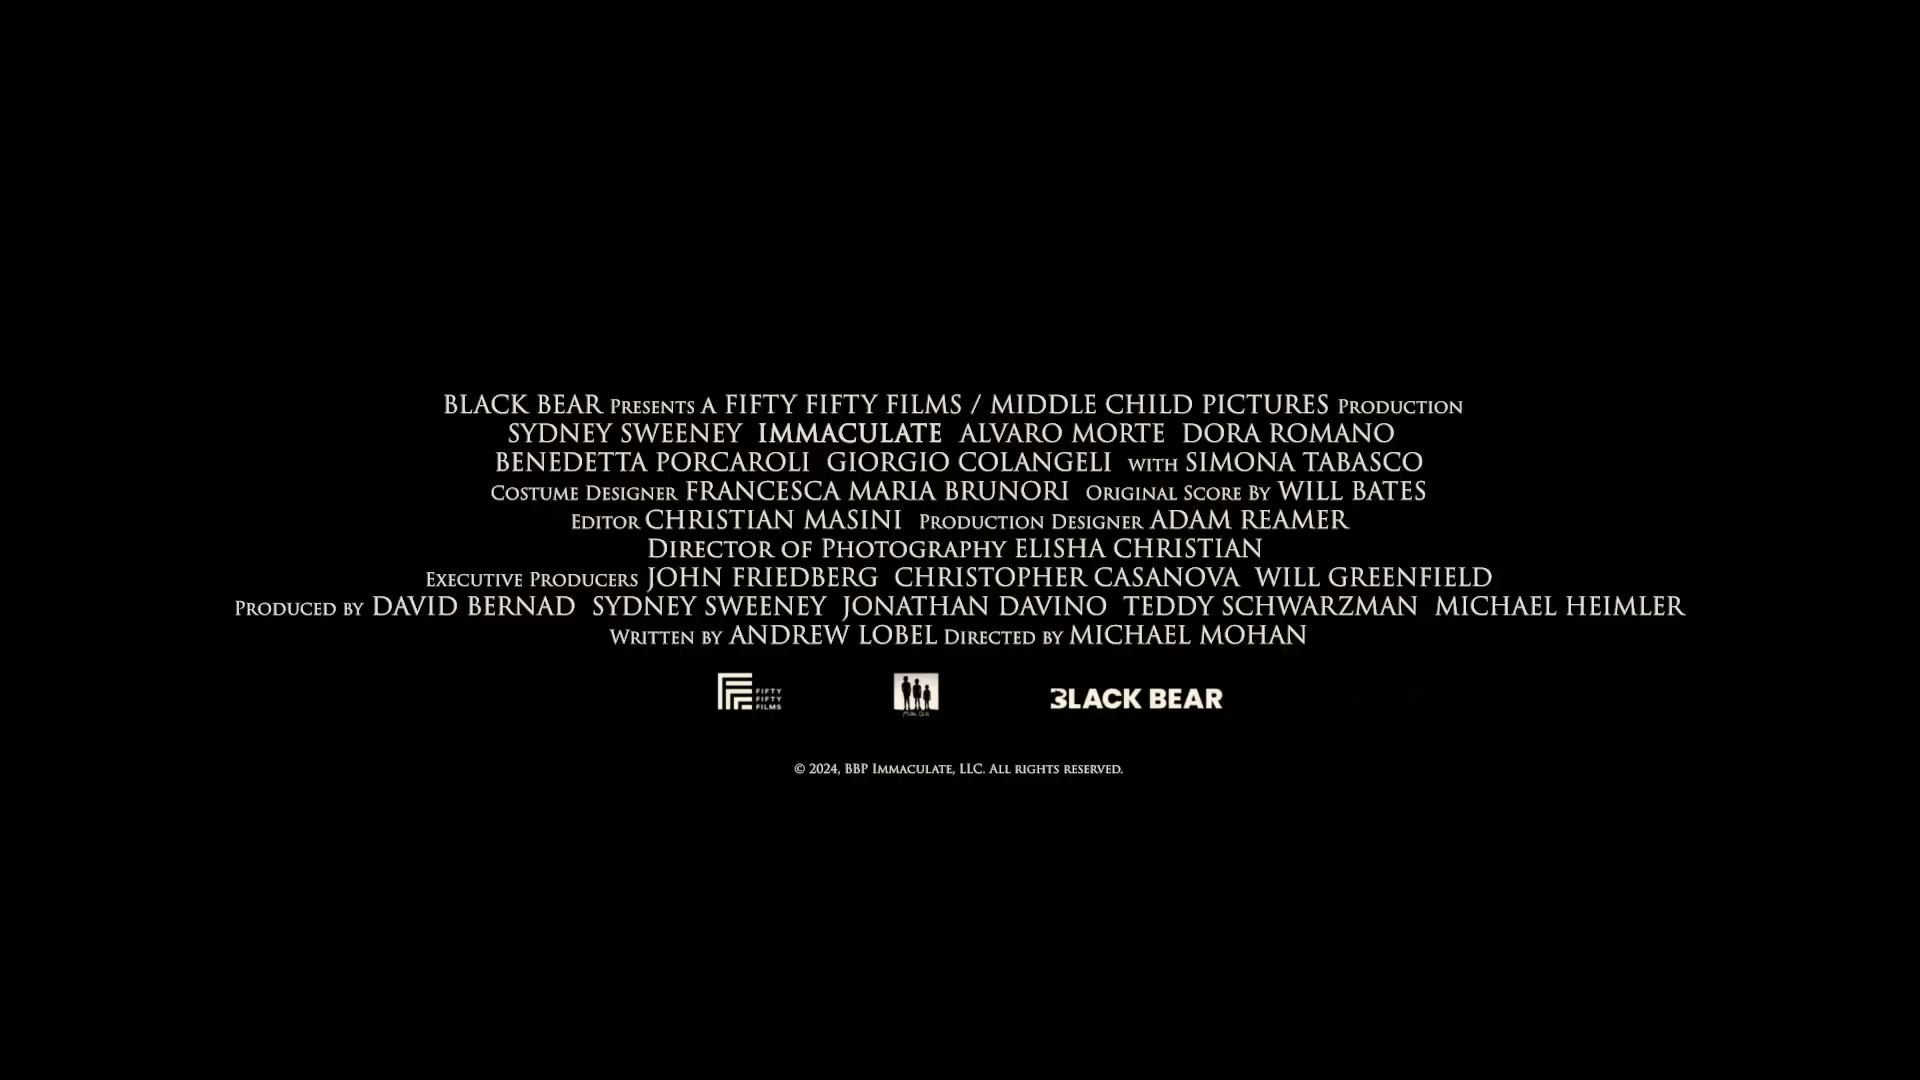 BLACK BEAR PRESENTS A FIFTY FIFTY FILMS / MIDDLE CHILD PICTURES PRODUCTION
SYDNEY SWEENEY IMMACULATE ALVARO MORTE DORA ROMANO
BENEDETTA PORCAROLI GIORGIO COLANGELI WITH SIMONA TABASCO
COSTUME DESIGNER FRANCESCA MARIA BRUNORI ORIGINAL SCORE BY WILL BATES
EDITOR CHRISTIAN MASINI PRODUCTION DESIGNER ADAM REAMER
DIRECTOR OF PHOTOGRAPHY ELISHA CHRISTIAN
EXECUTIVE PRODUCERS JOHN FRIEDBERG CHRISTOPHER CASANOVA WILL GREENFIELD
PRODUCED BY DAVID BERNAD SYDNEY SWEENEY JONATHAN DAVINO TEDDY SCHWARZMAN MICHAEL HEIMLER
WRITTEN BY ANDREW LOBEL DIRECTED BY MICHAEL MOHAN
FIFTY
FIFTY
FILMS
BLACK BEAR
© 2024, BBP IMMACULATE, LLC. ALL RIGHTS RESERVED.